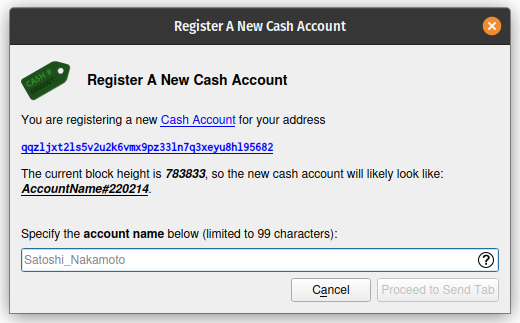 Register A New Cash Account
CASH #
Register A New Cash Account
You are registering a new Cash Account for your address
qqzljxt2ls5v2u2k6vmx9pz33ln7q3xeyu8hl95682
The current block height is 783833, so the new cash account will likely look like:
AccountName#220214.
Specify the account name below (limited to 99 characters):
Satoshi_Nakamoto
Cancel
Proceed to Send Tab